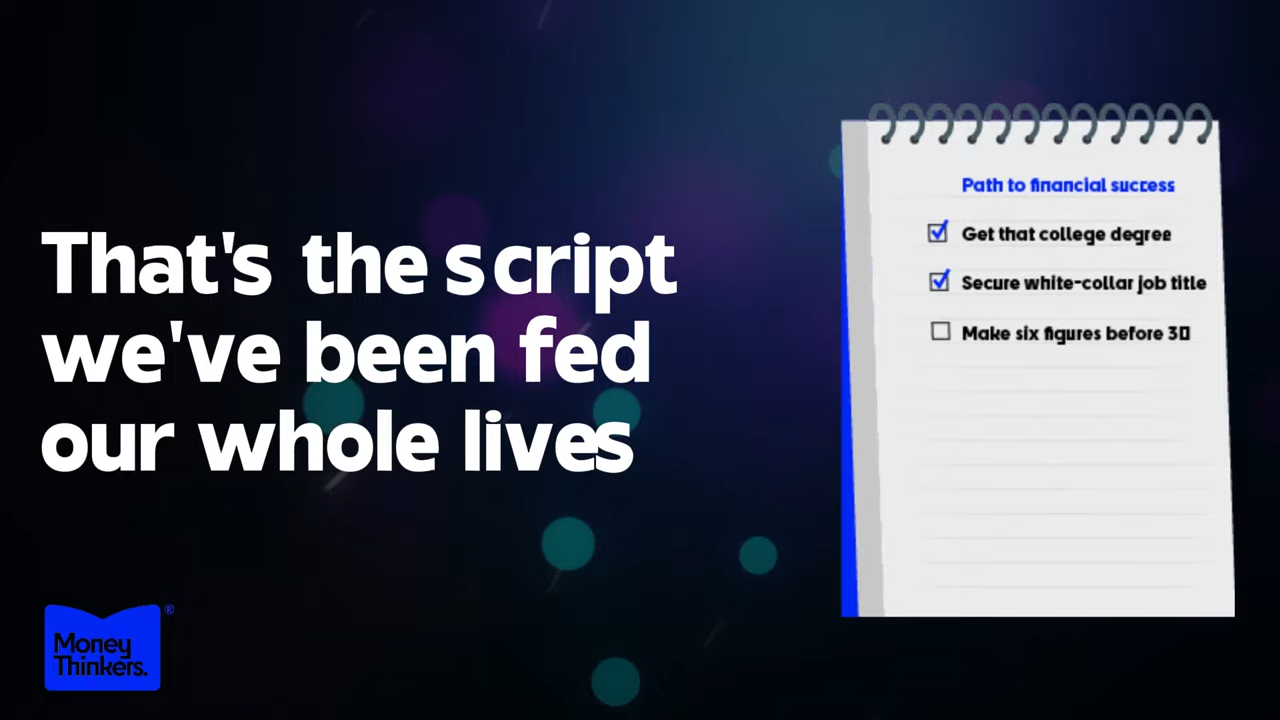 That's the script
we've been fed
our whole lives
Path to financial success
Get that college degree
Secure white-collar job title
Make six figures before 30
Money
Thinkers.
®